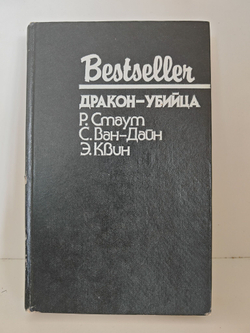 Bestseller
ДРАКОН-УБИЙЦА
Р. Стаут
С. Ван-Дайн
Э. Квин